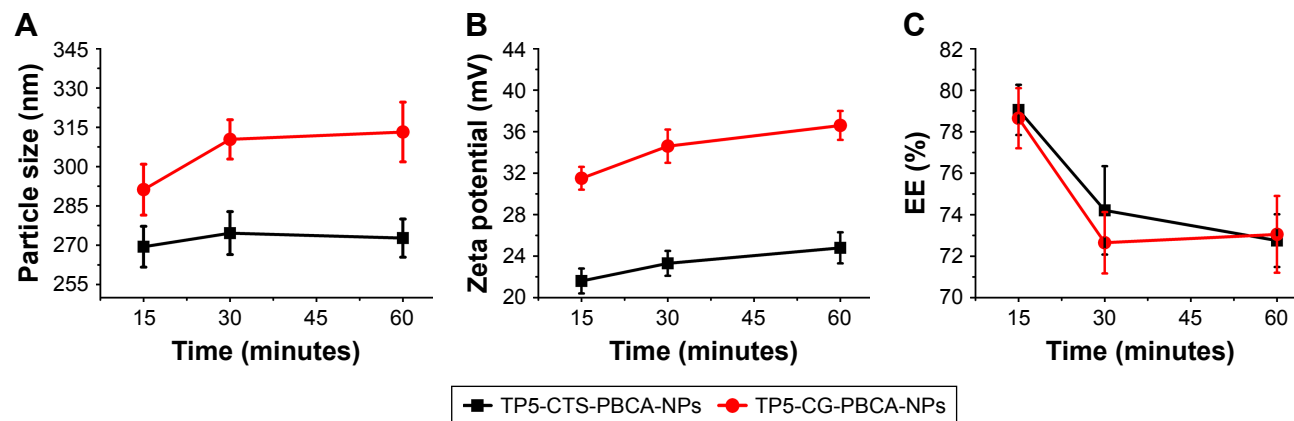 A
Particle size (nm)
345
330
315
300
285
270
255
15 30 45 60
Time (minutes)
B
Zeta potential (mV)
44
40
36
32
28
24
20
15 30 45 60
Time (minutes)
C
EE (%)
82
80
78
76
74
72
70
15 30 45 60
Time (minutes)
TP5-CTS-PBCA-NPs TP5-CG-PBCA-NPs